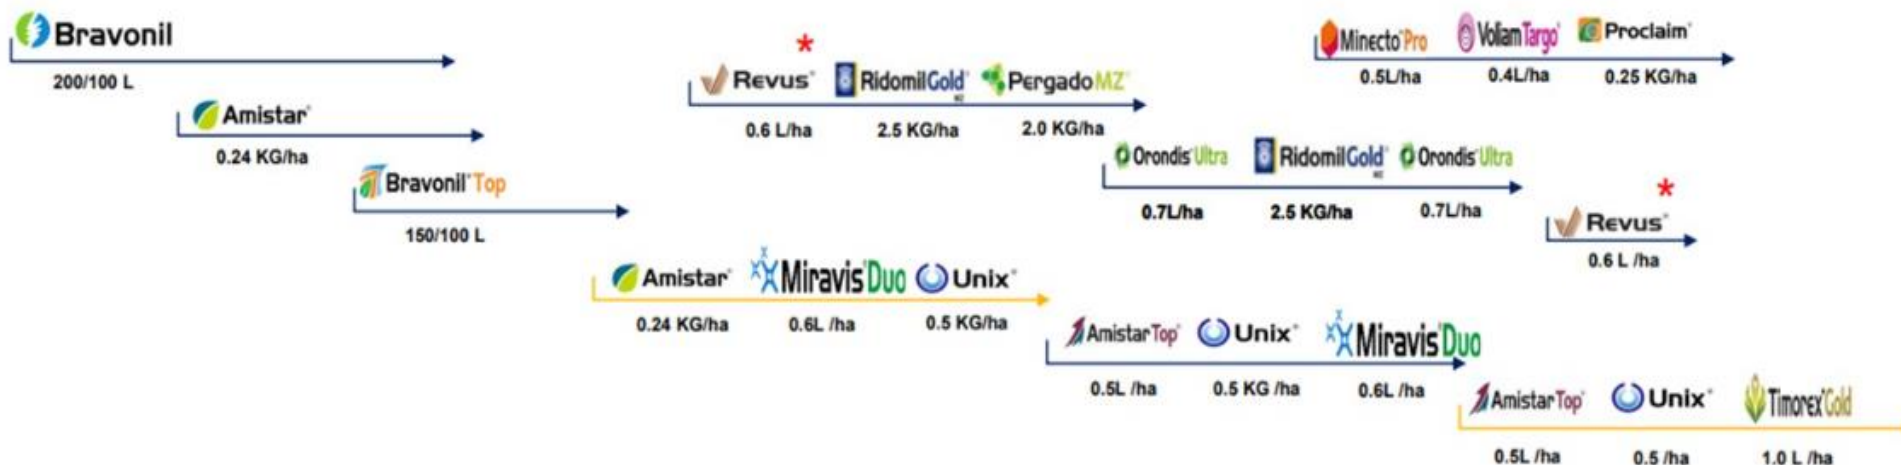 Bravonil
200/100 L
Amistar®
0.24 KG/ha
Bravonil® Top
150/100 L
* 
Revus® RidomilGold® MZ PergadoMZ®
0.6 L/ha 2.5 KG/ha 2.0 KG/ha
Minecto®Pro VoliamTargo® Proclaim®
0.5L/ha 0.4L/ha 0.25 KG/ha
Orondis®Ultra RidomilGold® MZ Orondis®Ultra
0.7L/ha 2.5 KG/ha 0.7L/ha
*
Revus®
0.6 L /ha
Amistar® Miravis®Duo Unix®
0.24 KG/ha 0.6L /ha 0.5 KG/ha
AmistarTop® Unix® Miravis®Duo
0.5L /ha 0.5 KG /ha 0.6L /ha
AmistarTop® Unix® Timorex®Gold
0.5L /ha 0.5 /ha 1.0 L /ha